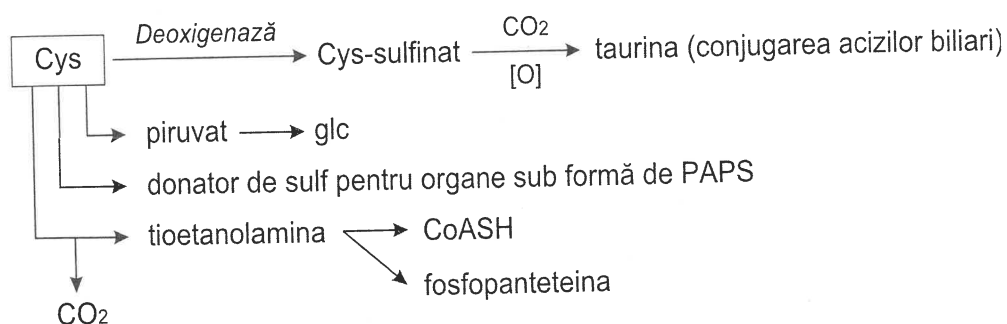 Deoxigenază
Cys
Cys-sulfinat
CO2
[O]
taurina (conjugarea acizilor biliari)
piruvat
glc
donator de sulf pentru organe sub formă de PAPS
tioetanolamina
CoASH
fosfopanteteina
CO2